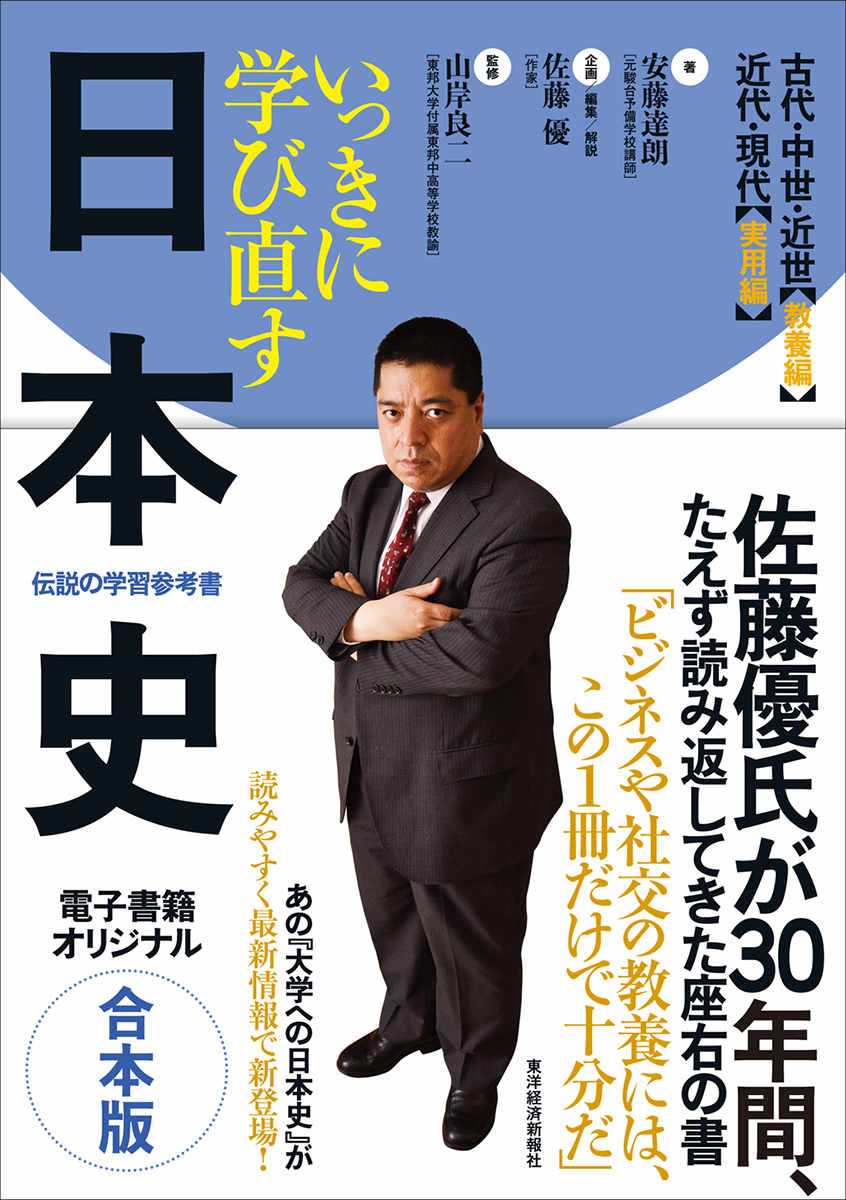 古代・中世・近世【教養編】
近代・現代【実用編】
著
安藤達朗
[元駿台予備学校講師]
企画／編集／解説
佐藤 優
[作家]
監修
山岸良二
[東邦大学付属東邦中高等学校教諭]
いっきに
学び直す
日本史
伝説の学習参考書
電子書籍
オリジナル
合本版
佐藤優氏が30年間、
たえず読み返してきた座右の書
「ビジネスや社交の教養には、
この1冊だけで十分だ」
東洋経済新報社
あの『大学への日本史』が
読みやすく最新情報で新登場！